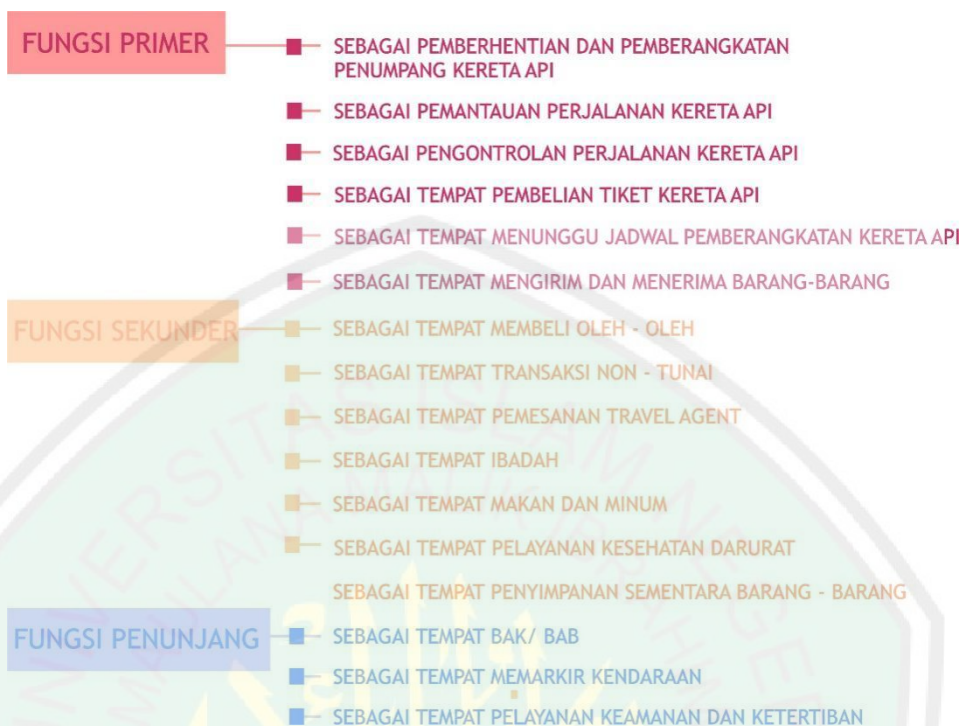 FUNGSI PRIMER
SEBAGAI PEMBERHENTIAN DAN PEMBERANGKATAN
PENUMPANG KERETA API
SEBAGAI PEMANTAUAN PERJALANAN KERETA API
SEBAGAI PENGONTROLAN PERJALANAN KERETA API
SEBAGAI TEMPAT PEMBELIAN TIKET KERETA API
SEBAGAI TEMPAT MENUNGGU JADWAL PEMBERANGKATAN KERETA API
SEBAGAI TEMPAT MENGIRIM DAN MENERIMA BARANG-BARANG
FUNGSI SEKUNDER
SEBAGAI TEMPAT MEMBELI OLEH - OLEH
SEBAGAI TEMPAT TRANSAKSI NON - TUNAI
SEBAGAI TEMPAT PEMESANAN TRAVEL AGENT
SEBAGAI TEMPAT IBADAH
SEBAGAI TEMPAT MAKAN DAN MINUM
SEBAGAI TEMPAT PELAYANAN KESEHATAN DARURAT
SEBAGAI TEMPAT PENYIMPANAN SEMENTARA BARANG - BARANG
FUNGSI PENUNJANG
SEBAGAI TEMPAT BAK/ BAB
SEBAGAI TEMPAT MEMARKIR KENDARAAN
SEBAGAI TEMPAT PELAYANAN KEAMANAN DAN KETERTIBAN